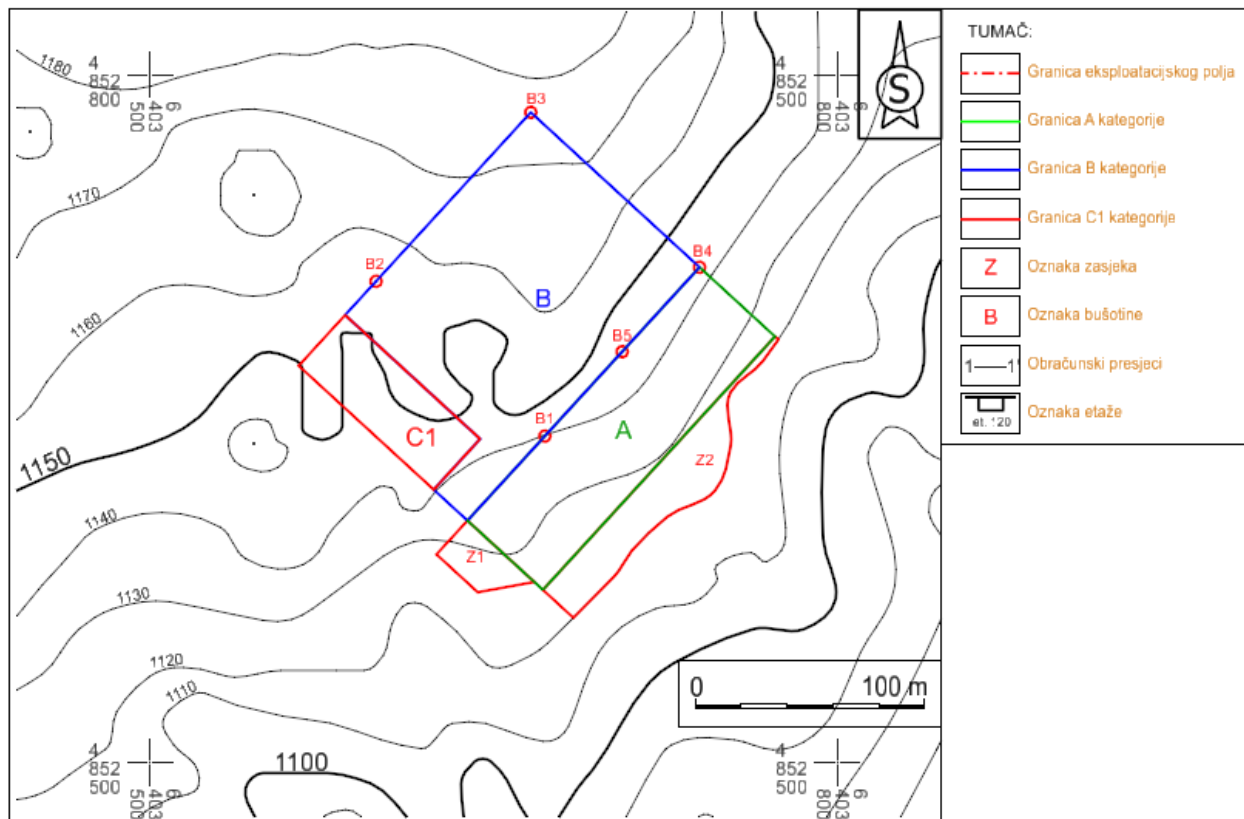 1180
4
852
800
6
403
500
4
852
500
6
403
800
S
B3
1170
B2
B4
B
1160
B5
B1
A
C1
Z2
1150
1140
Z1
1130
1120
1110
0 100 m
1100
4
852
500
6
403
500
4
852
500
6
403
800
TUMAČ:
Granica eksploatacijskog polja
Granica A kategorije
Granica B kategorije
Granica C1 kategorije
Z Oznaka zasjeka
B Oznaka bušotine
1 1' Obračunski presjeci
et. 120 Oznaka etaže